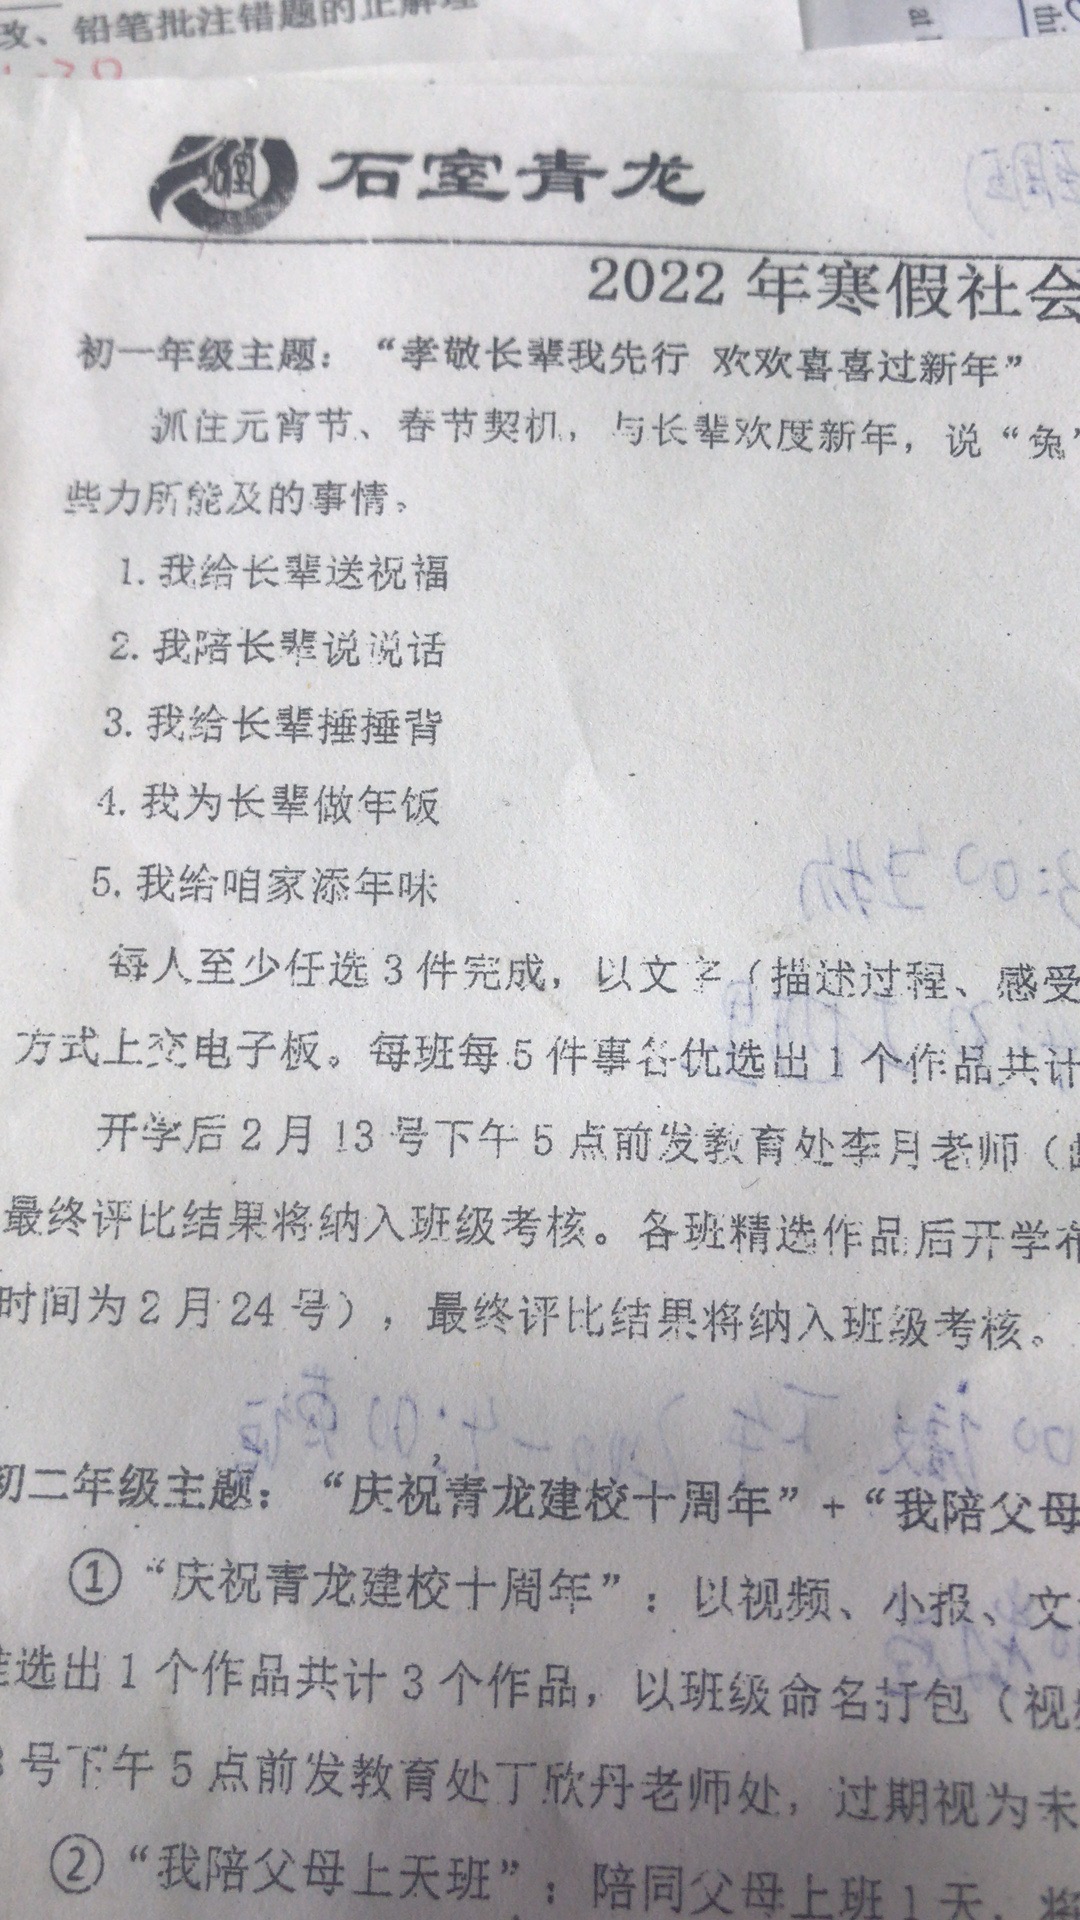 改、铅笔批注错题的正解理
石室青龙
2022 年寒假社会
初一年级主题：“孝敬长辈我先行 欢欢喜喜过新年”
抓住元宵节、春节契机，与长辈欢度新年，说“兔”
些力所能及的事情。
1. 我给长辈送祝福
2. 我陪长辈说说话
3. 我给长辈捶捶背
4. 我为长辈做年饭
5. 我给咱家添年味
每人至少任选 3 件完成，以文字（描述过程、感受
方式上交电子板。每班每 5 件事各优选出 1 个作品共计
开学后 2 月 13 号下午 5 点前发教育处李月老师（
最终评比结果将纳入班级考核。各班精选作品后开学
时间为 2 月 24 号），最终评比结果将纳入班级考核。
初二年级主题：“庆祝青龙建校十周年”+“我陪父母
①“庆祝青龙建校十周年”：以视频、小报、文
选出 1 个作品共计 3 个作品，以班级命名打包（视
号下午 5 点前发教育处丁欣丹老师处，过期视为未
②“我陪父母上天班”：陪同父母上班 1 天，将